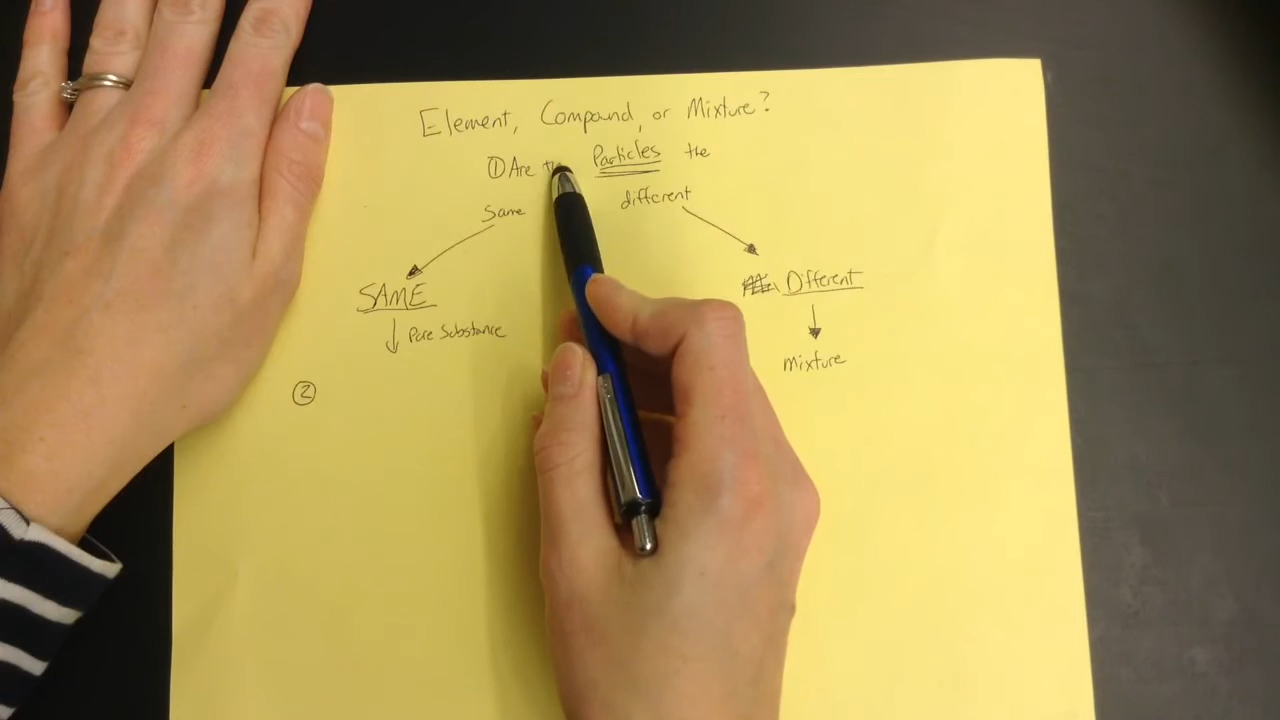 Element, Compound, or Mixture?
① Are the Particles the
Same different
SAME Different
Pure Substance
mixture
②